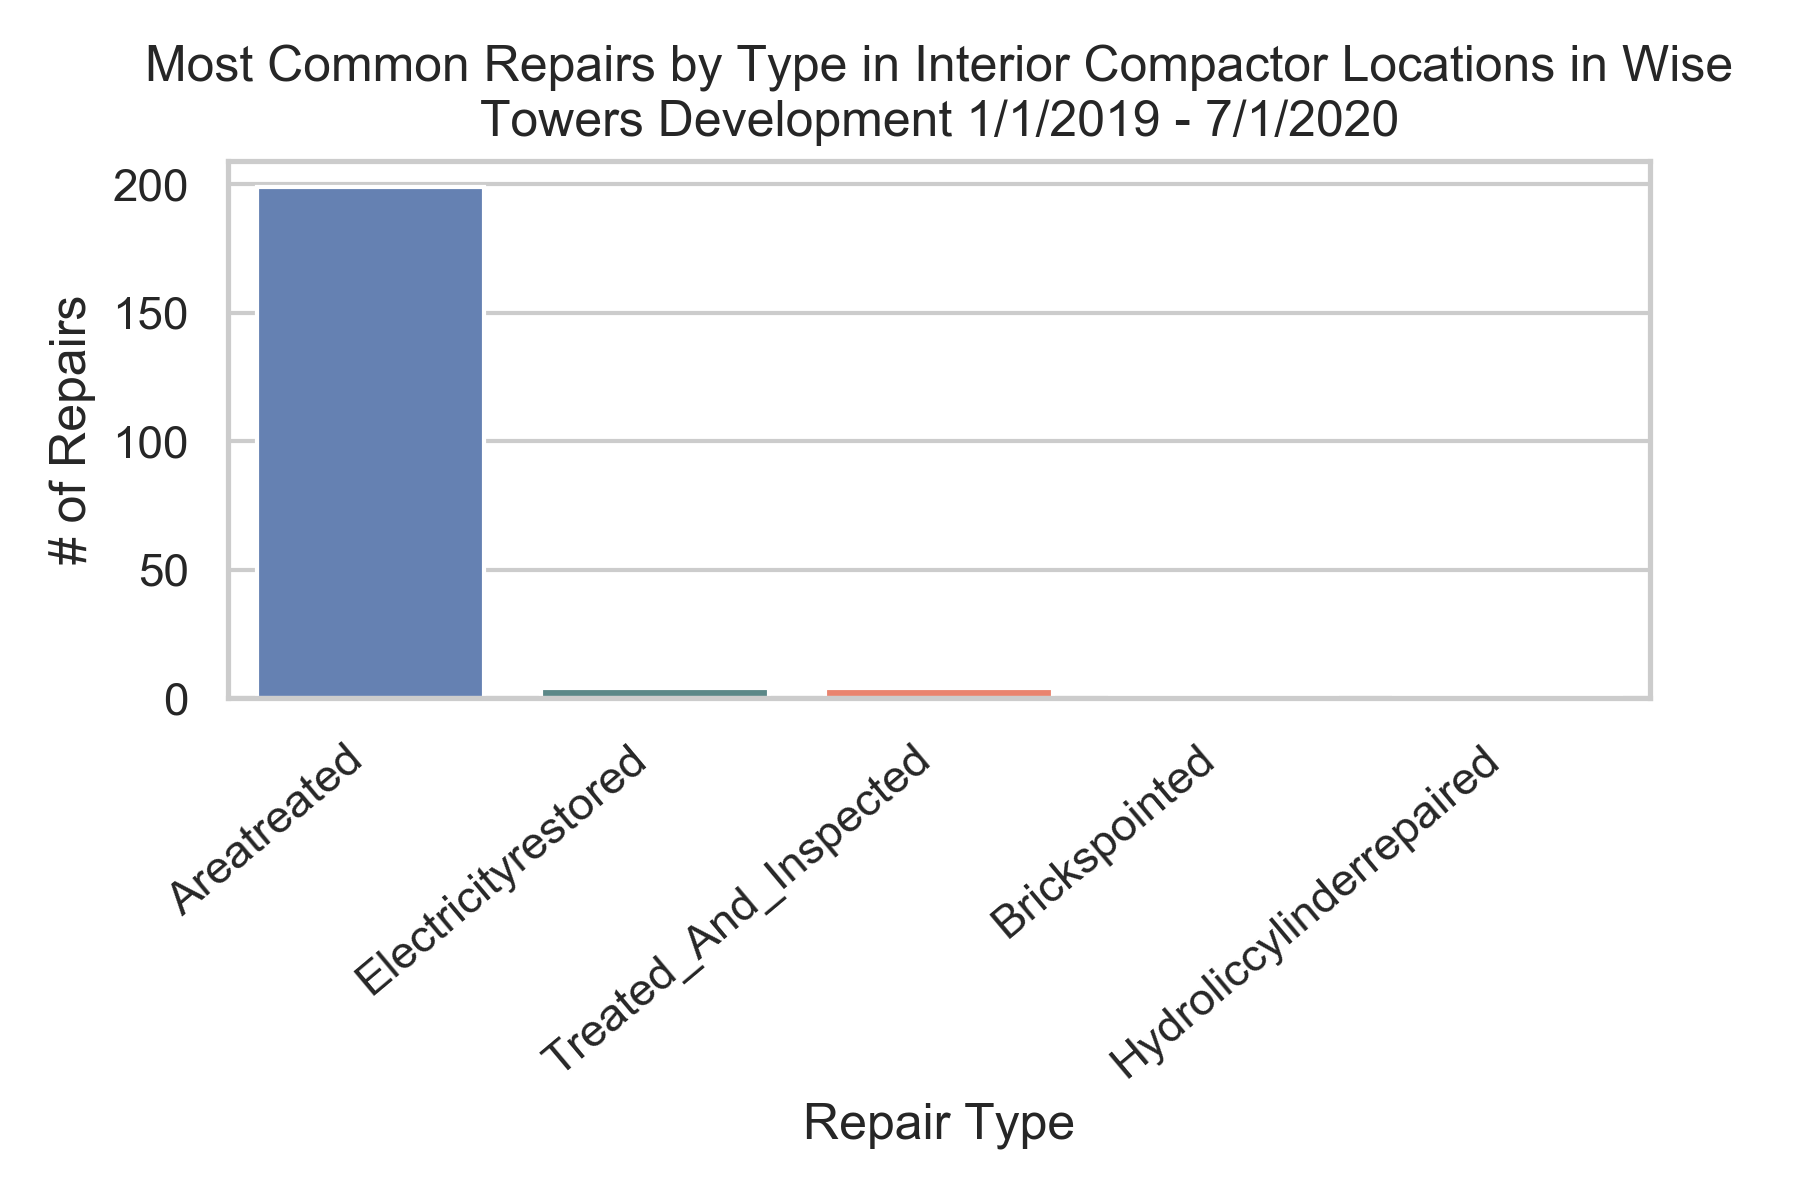 Most Common Repairs by Type in Interior Compactor Locations in Wise
Towers Development 1/1/2019 - 7/1/2020
# of Repairs
200
150
100
50
0
Areatreated
Electricityrestored
Treated_And_Inspected
Brickspointed
Hydroliccylinderrepaired
Repair Type